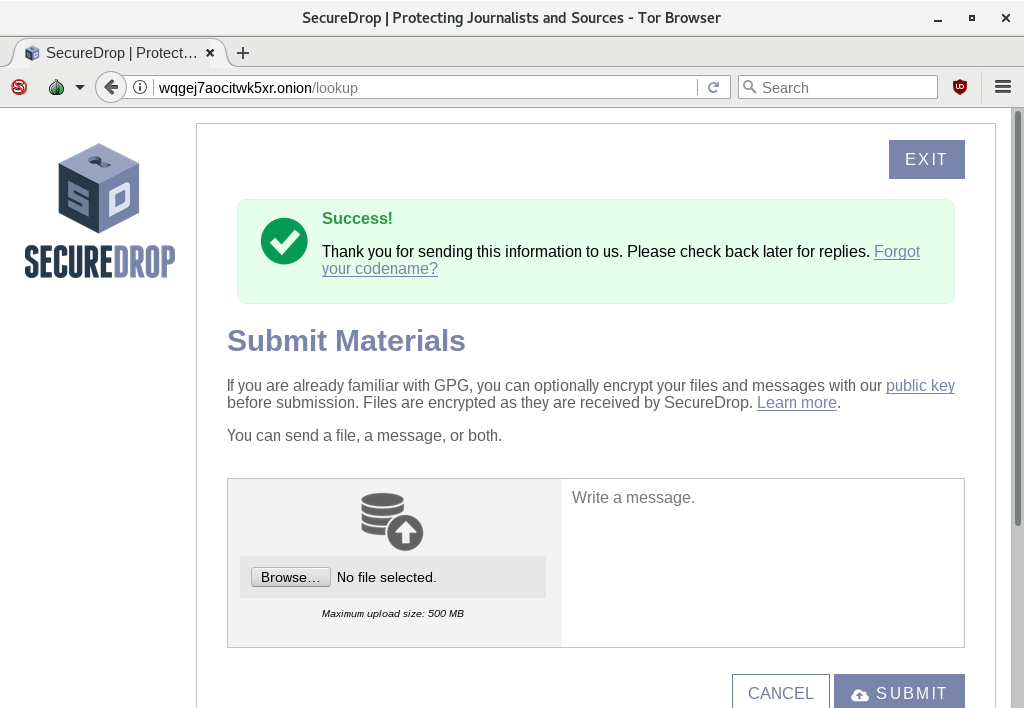 SecureDrop | Protecting Journalists and Sources - Tor Browser
SecureDrop | Protect…
wqgej7aocitwk5xr.onion/lookup
Search
SECUREDROP
EXIT
Success!
Thank you for sending this information to us. Please check back later for replies. Forgot
your codename?
Submit Materials
If you are already familiar with GPG, you can optionally encrypt your files and messages with our public key
before submission. Files are encrypted as they are received by SecureDrop. Learn more.
You can send a file, a message, or both.
Write a message.
Browse… No file selected.
Maximum upload size: 500 MB
CANCEL
SUBMIT